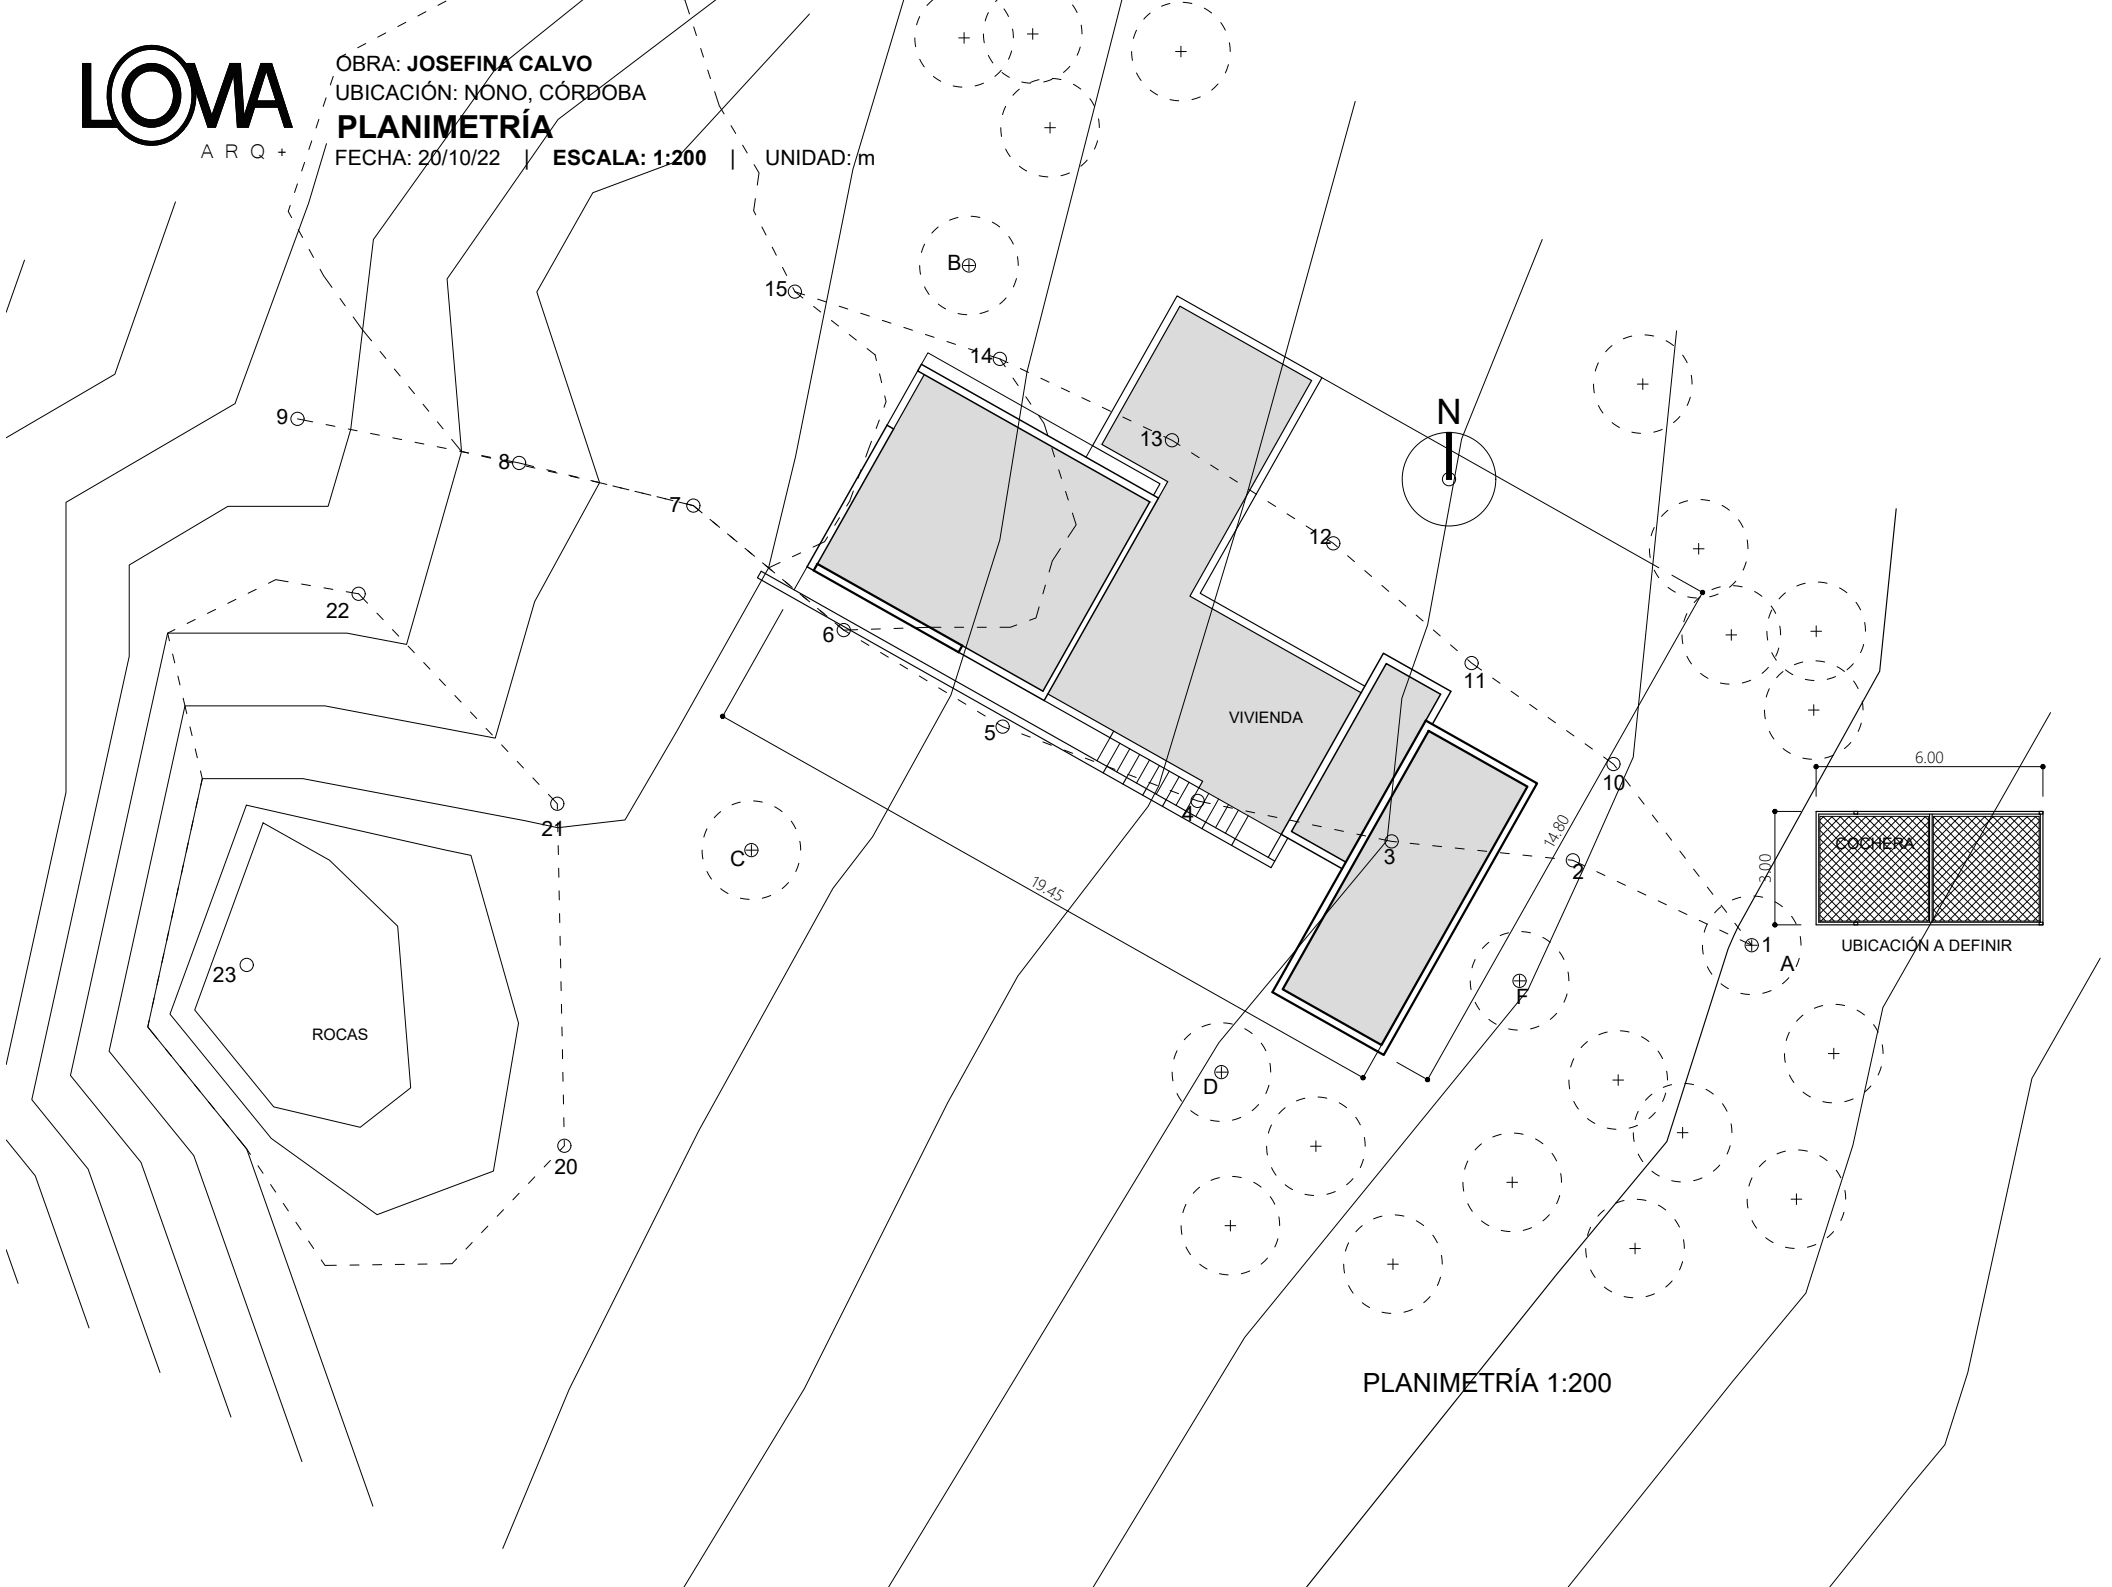 LOMA
ARQ+
OBRA: JOSEFINA CALVO
UBICACIÓN: NONO, CÓRDOBA
PLANIMETRÍA
FECHA: 20/10/22 | ESCALA: 1:200 | UNIDAD: m
B
15
14
N
9
13
8
7
12
22
6
11
VIVIENDA
5
6.00
10
4
21
14.80
COCHERA
3
C
2
3.00
19.45
1
UBICACIÓN A DEFINIR
A
23
F
ROCAS
D
20
PLANIMETRÍA 1:200